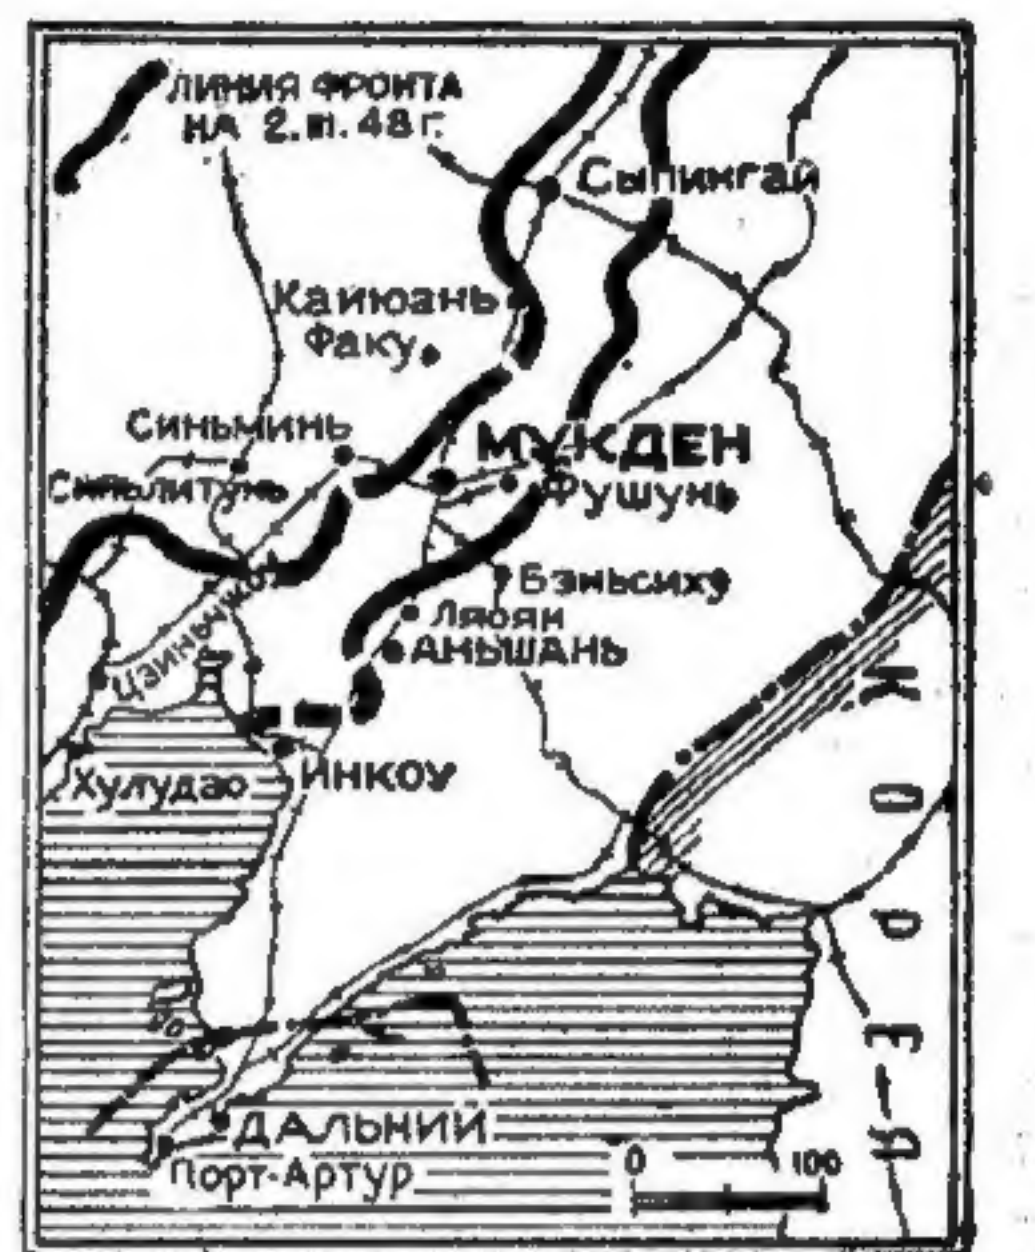 ЛИНИЯ ФРОНТА
НА 2.III.48 г.
Сыпингай
Кайюань
Факу
Синьминь
МУКДЕН
Фушунь
Бэньсиху
Ляоян
АНЬШАНЬ
Цзиньчжоу
Хулудао
ИНКОУ
КОРЕЯ
ДАЛЬНИЙ
Порт-Артур
0 100